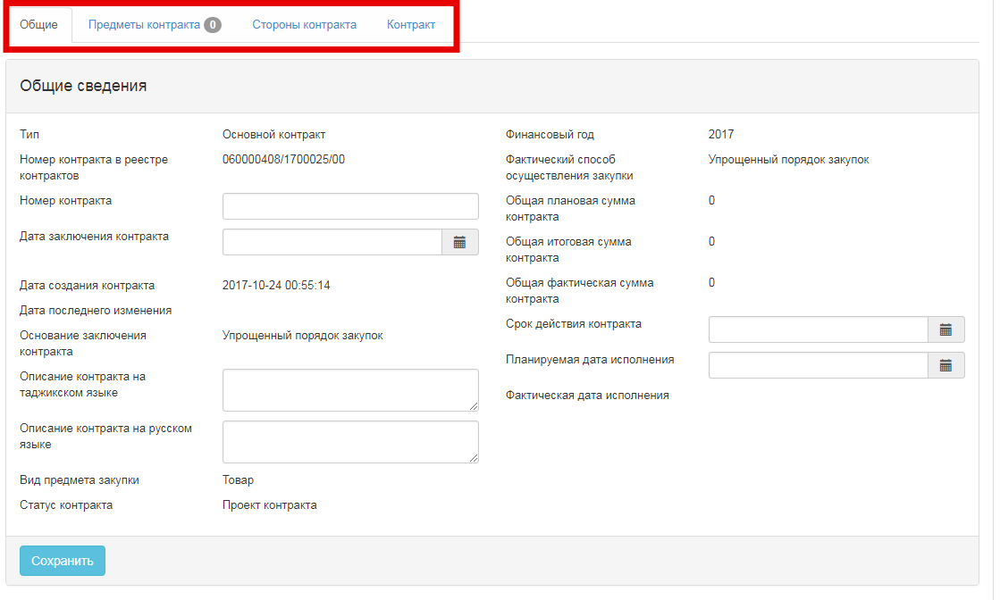 Общие
Предметы контракта 0
Стороны контракта
Контракт
Общие сведения
Тип
Основной контракт
Номер контракта в реестре
контрактов
060000408/1700025/00
Номер контракта
Дата заключения контракта
Дата создания контракта
2017-10-24 00:55:14
Дата последнего изменения
Основание заключения
контракта
Упрощенный порядок закупок
Описание контракта на
таджикском языке
Описание контракта на русском
языке
Вид предмета закупки
Товар
Статус контракта
Проект контракта
Финансовый год
2017
Фактический способ
осуществления закупки
Упрощенный порядок закупок
Общая плановая сумма
контракта
0
Общая итоговая сумма
контракта
0
Общая фактическая сумма
контракта
0
Срок действия контракта
Планируемая дата исполнения
Фактическая дата исполнения
Сохранить